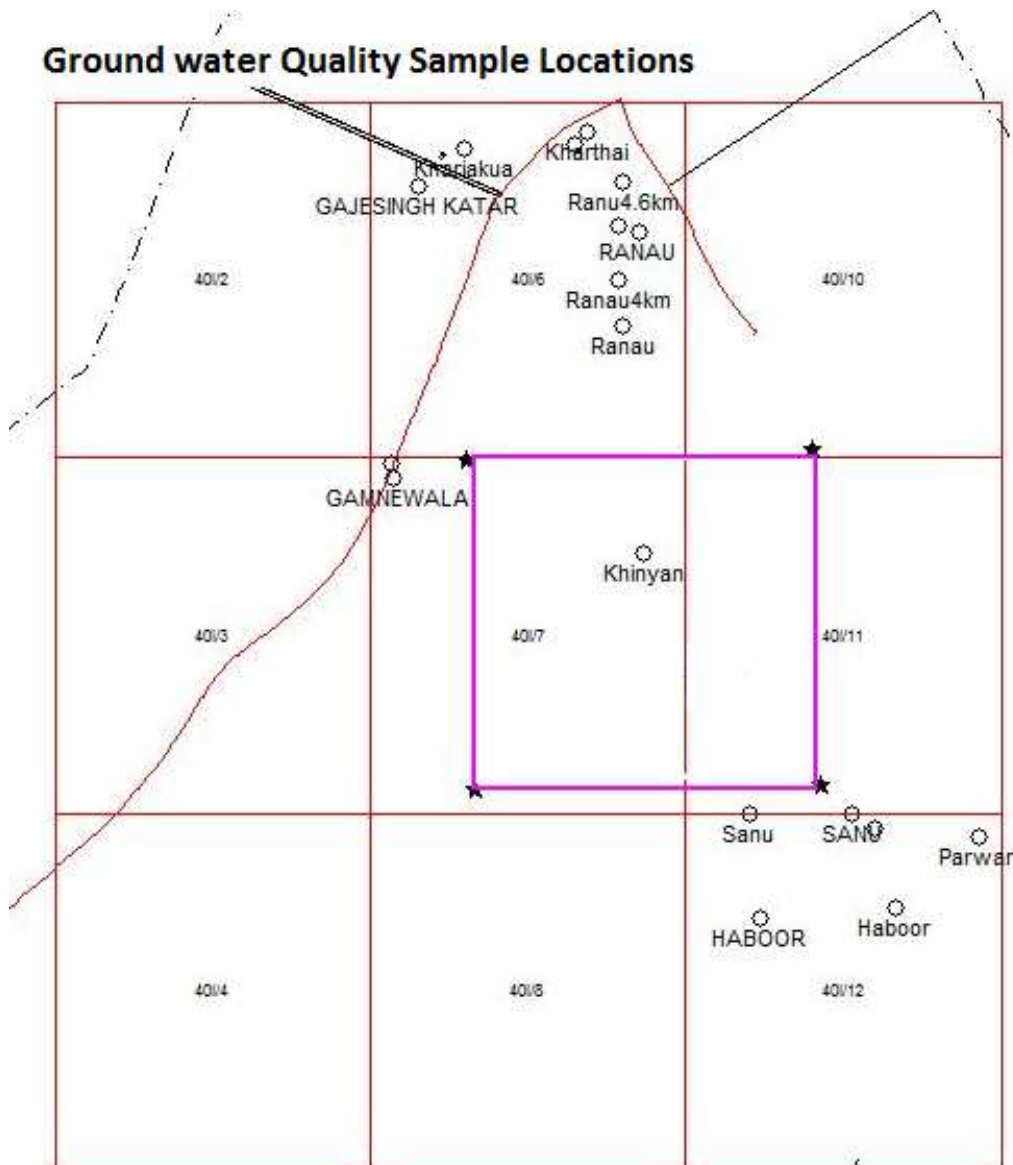 Ground water Quality Sample Locations
Kharthai
Khariakua
GAJESINGH KATAR
Ranu4.6km
RANAU
40I/2
40I/6
40I/10
Ranau4km
Ranau
GAMNEWALA
Khinyan
40I/3
40I/7
40I/11
Sanu
SANU
Parwar
HABOOR
Haboor
40I/4
40I/8
40I/12